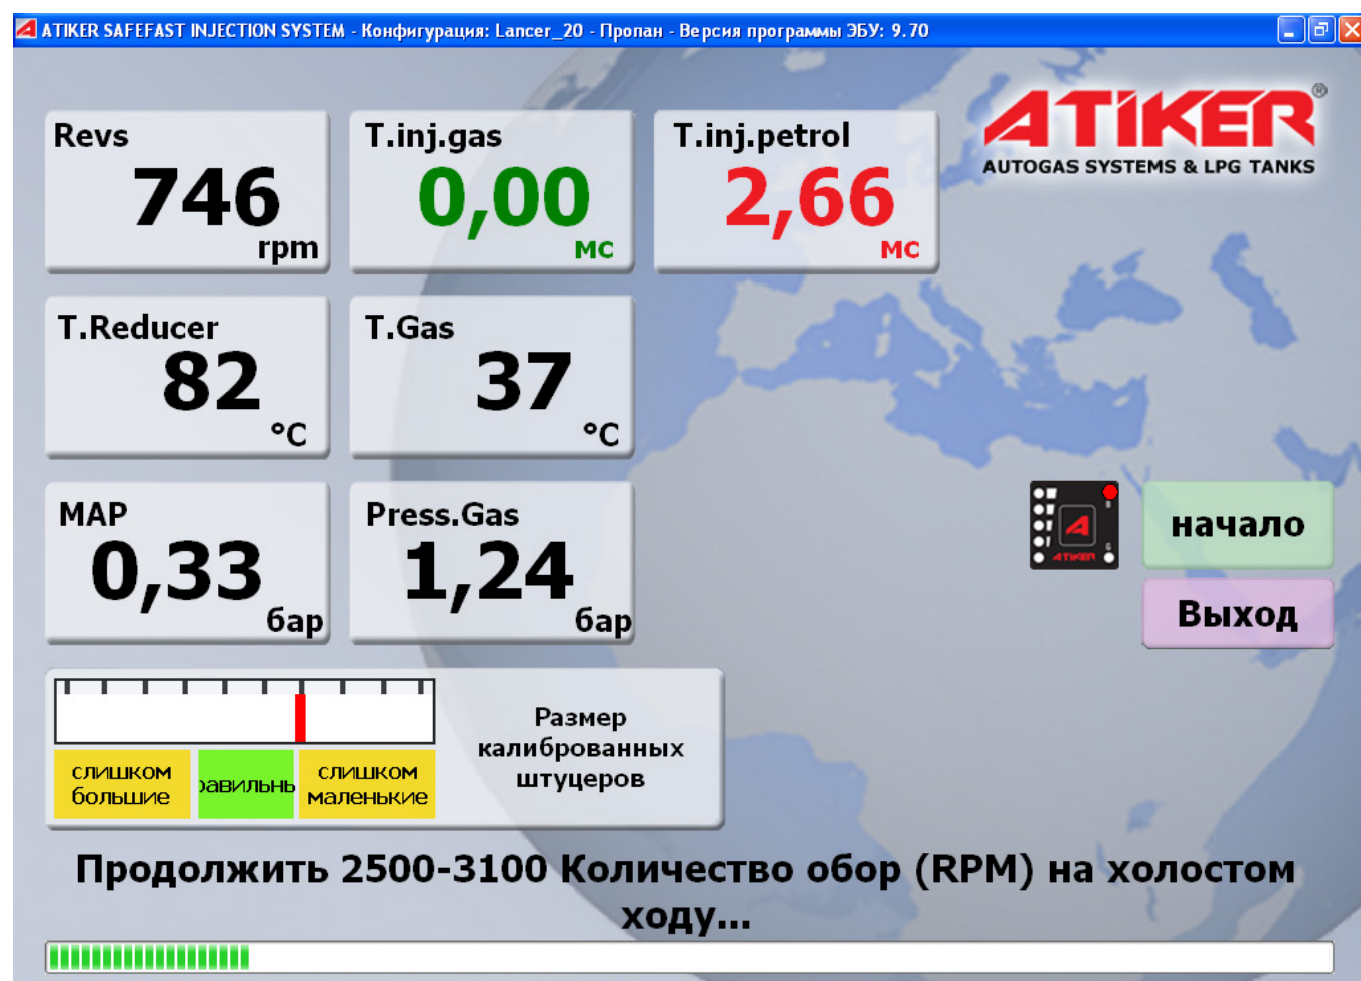 ATIKER SAFEFAST INJECTION SYSTEM - Конфигурация: Lancer_20 - Пропан - Версия программы ЭБУ: 9.70
ATİKER®
AUTOGAS SYSTEMS & LPG TANKS
Revs
746
rpm
T.inj.gas
0,00
мс
T.inj.petrol
2,66
мс
T.Reducer
82
°C
T.Gas
37
°C
MAP
0,33
бар
Press.Gas
1,24
бар
ATIKER
начало
Выход
слишком
большие
равильнь
слишком
маленькие
Размер
калиброванных
штуцеров
Продолжить 2500-3100 Количество обор (RPM) на холостом
ходу...